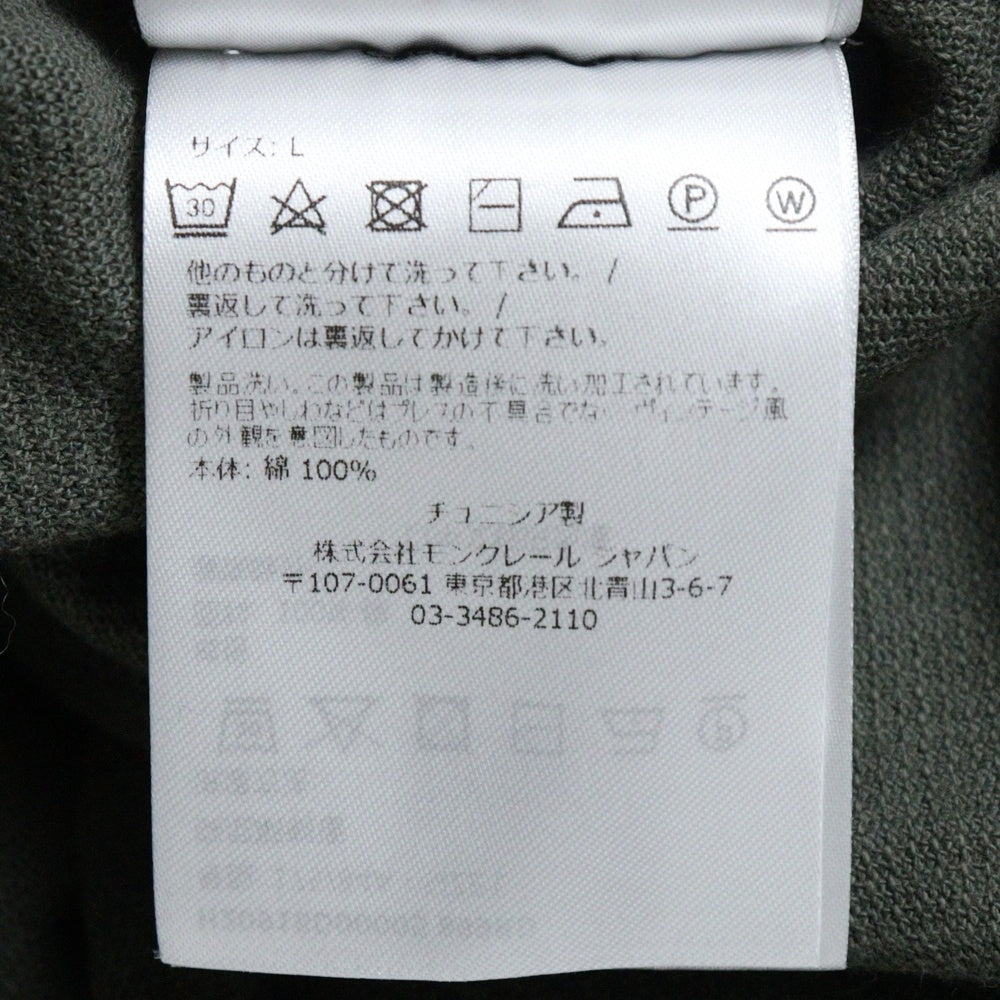 サイズ: L
30 P W
他のものと分けて洗って下さい。 /
裏返して洗って下さい。 /
アイロンは裏返してかけて下さい。
製品洗い。この製品は製造後に洗い加工されています。
折り目やしわなどはプレスの不具合でな ヴィンテージ風
の外観を意図したものです。
本体: 綿 100%
チュニジア製
株式会社モンクレール ジャパン
〒107-0061 東京都港区北青山3-6-7
03-3486-2110